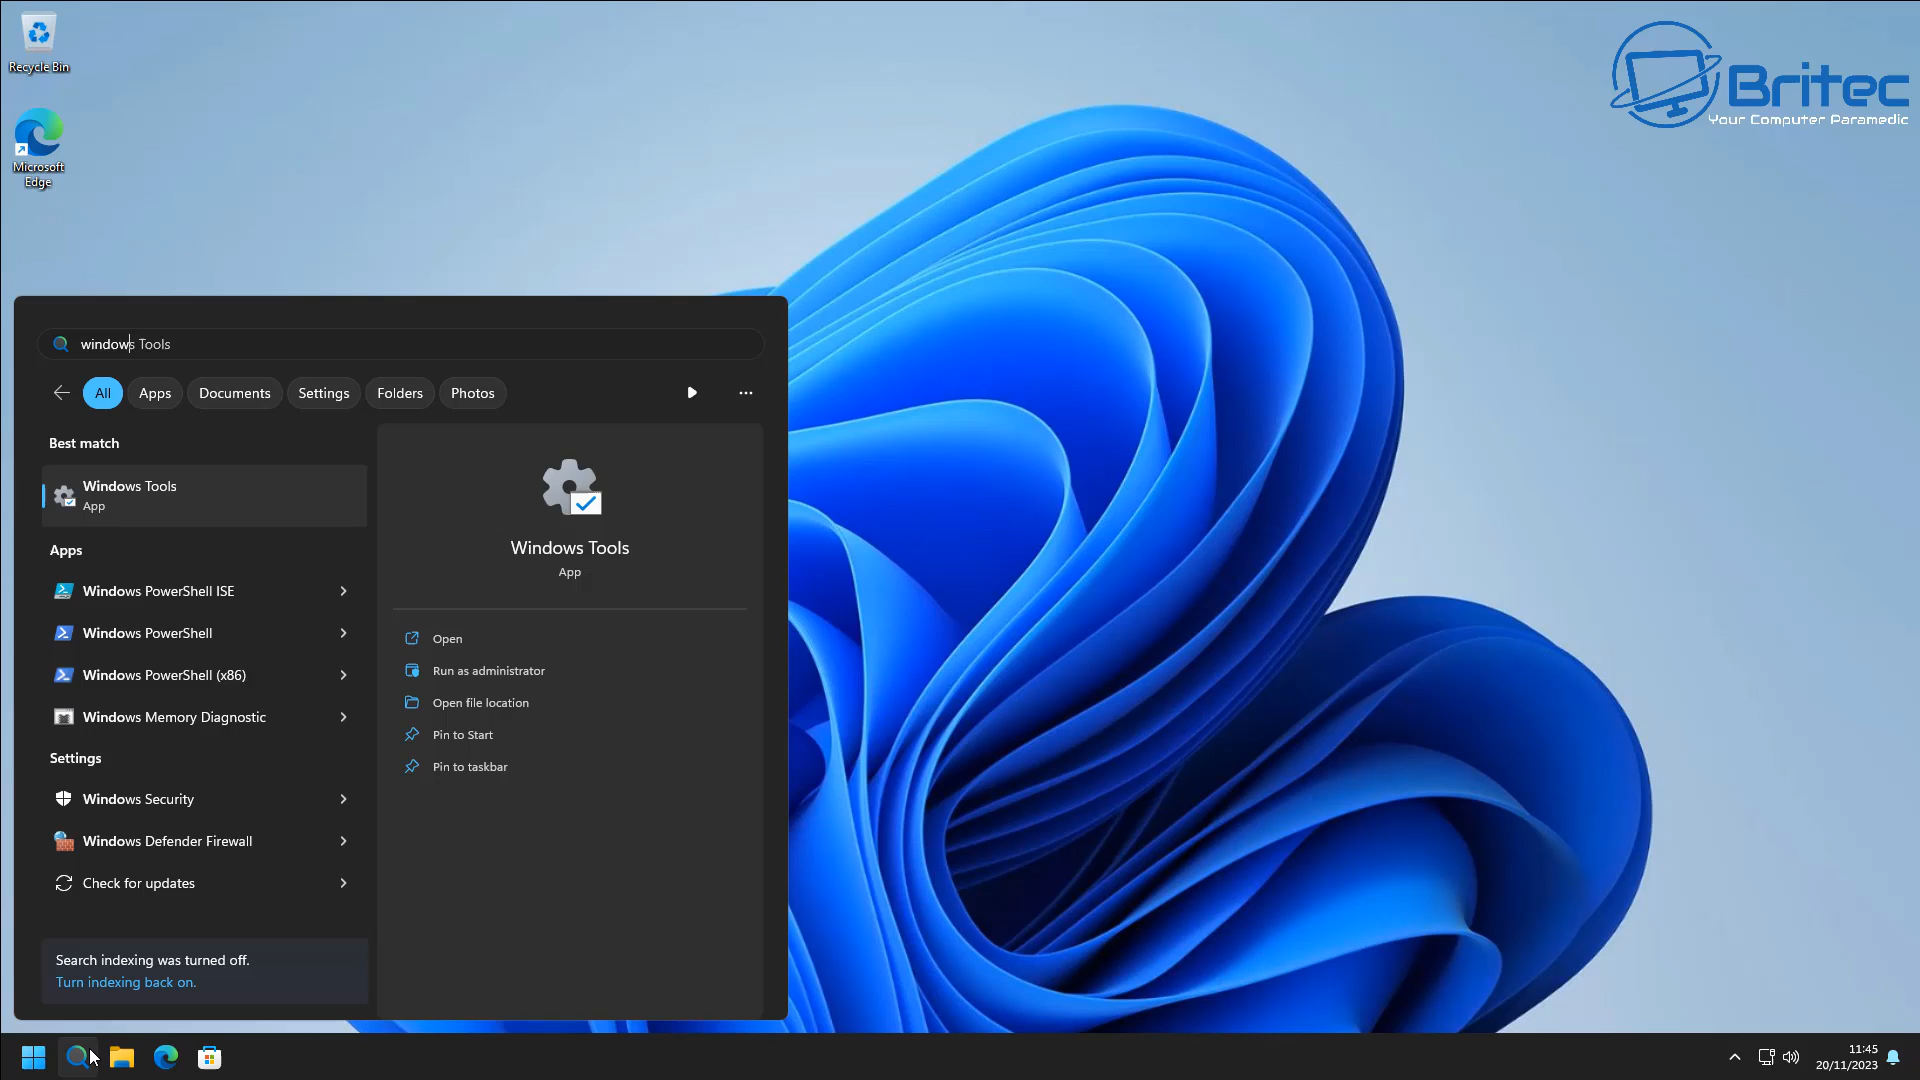 Recycle Bin
Microsoft
Edge
Britec
Your Computer Paramedic
windows Tools
All
Apps
Documents
Settings
Folders
Photos
Best match
Windows Tools
App
Apps
Windows PowerShell ISE
Windows PowerShell
Windows PowerShell (x86)
Windows Memory Diagnostic
Settings
Windows Security
Windows Defender Firewall
Check for updates
Search indexing was turned off.
Turn indexing back on.
Windows Tools
App
Open
Run as administrator
Open file location
Pin to Start
Pin to taskbar
11:45
20/11/2023